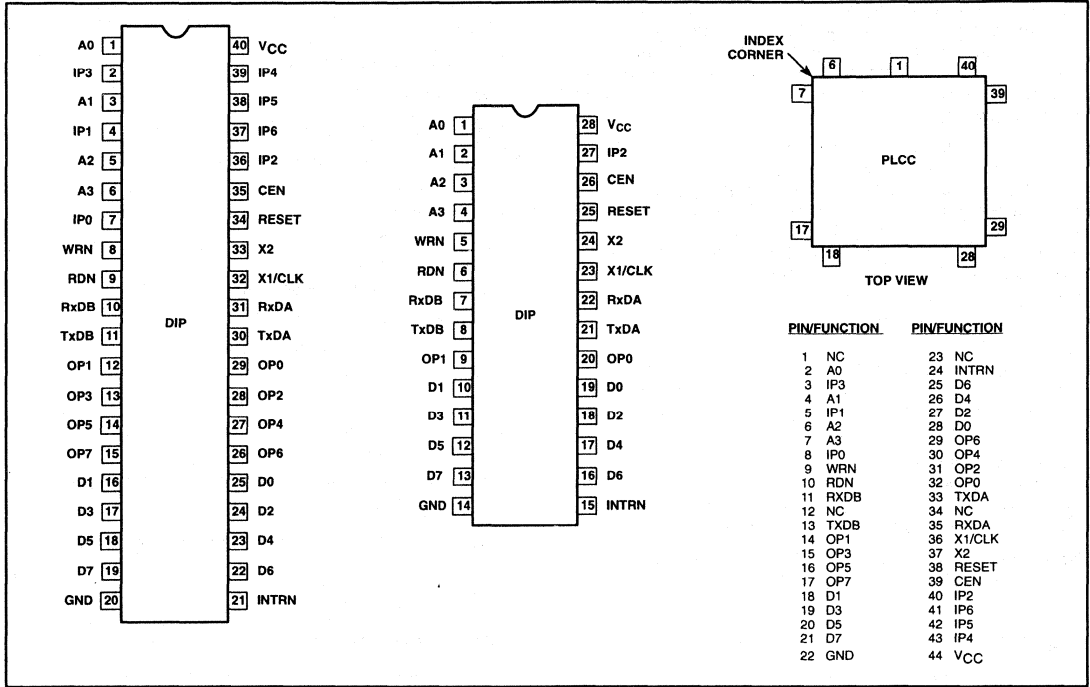 A0 1 40 VCC
IP3 2 39 IP4
A1 3 38 IP5
IP1 4 37 IP6
A2 5 36 IP2
A3 6 35 CEN
IP0 7 34 RESET
WRN 8 33 X2
RDN 9 32 X1/CLK
RxDB 10 31 RxDA
TxDB 11 30 TxDA
DIP
OP1 12 29 OP0
OP3 13 28 OP2
OP5 14 27 OP4
OP7 15 26 OP6
D1 16 25 D0
D3 17 24 D2
D5 18 23 D4
D7 19 22 D6
GND 20 21 INTRN
A0 1 28 VCC
A1 2 27 IP2
A2 3 26 CEN
A3 4 25 RESET
WRN 5 24 X2
RDN 6 23 X1/CLK
RxDB 7 22 RxDA
DIP
TxDB 8 21 TxDA
OP1 9 20 OP0
D1 10 19 D0
D3 11 18 D2
D5 12 17 D4
D7 13 16 D6
GND 14 15 INTRN
INDEX
CORNER
6 1 40
7 39
PLCC
17 29
18 28
TOP VIEW
PIN/FUNCTION PIN/FUNCTION
1 NC 23 NC
2 A0 24 INTRN
3 IP3 25 D6
4 A1 26 D4
5 IP1 27 D2
6 A2 28 D0
7 A3 29 OP6
8 IP0 30 OP4
9 WRN 31 OP2
10 RDN 32 OP0
11 RXDB 33 TXDA
12 NC 34 NC
13 TXDB 35 RXDA
14 OP1 36 X1/CLK
15 OP3 37 X2
16 OP5 38 RESET
17 OP7 39 CEN
18 D1 40 IP2
19 D3 41 IP6
20 D5 42 IP5
21 D7 43 IP4
22 GND 44 VCC